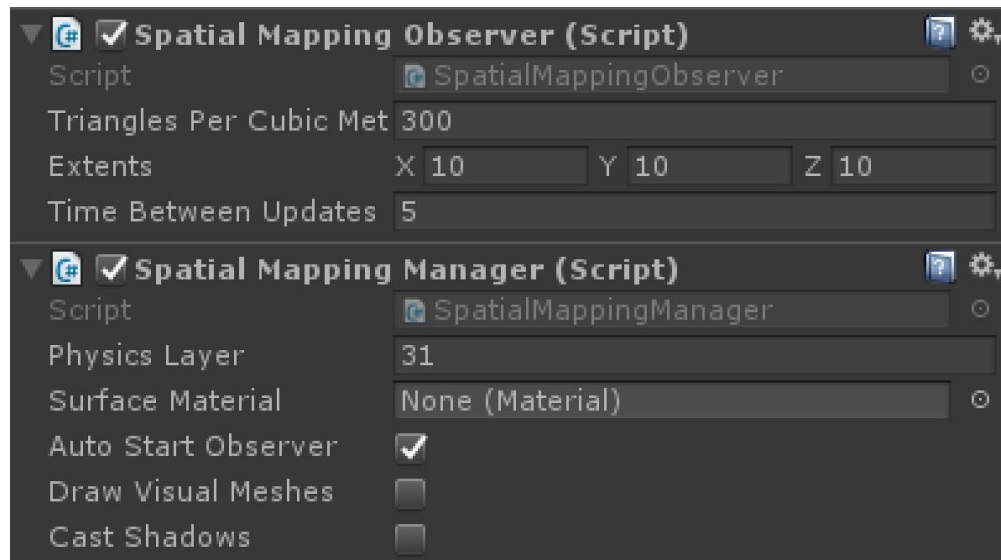 Spatial Mapping Observer (Script)
Script SpatialMappingObserver
Triangles Per Cubic Met 300
Extents X 10 Y 10 Z 10
Time Between Updates 5
Spatial Mapping Manager (Script)
Script SpatialMappingManager
Physics Layer 31
Surface Material None (Material)
Auto Start Observer
Draw Visual Meshes
Cast Shadows